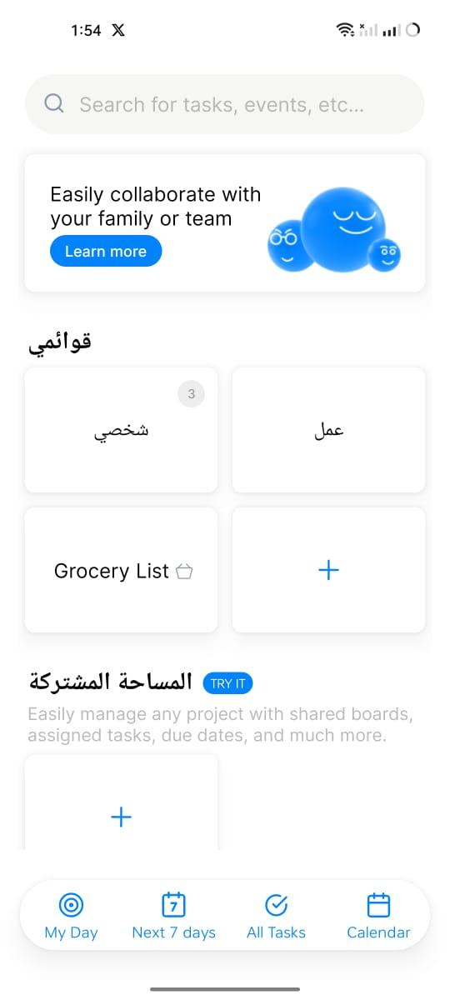 1:54
Search for tasks, events, etc...
Easily collaborate with
your family or team
Learn more
قوائمي
3
شخصي
عمل
Grocery List
المساحة المشتركة TRY IT
Easily manage any project with shared boards,
assigned tasks, due dates, and much more.
7
My Day Next 7 days All Tasks Calendar